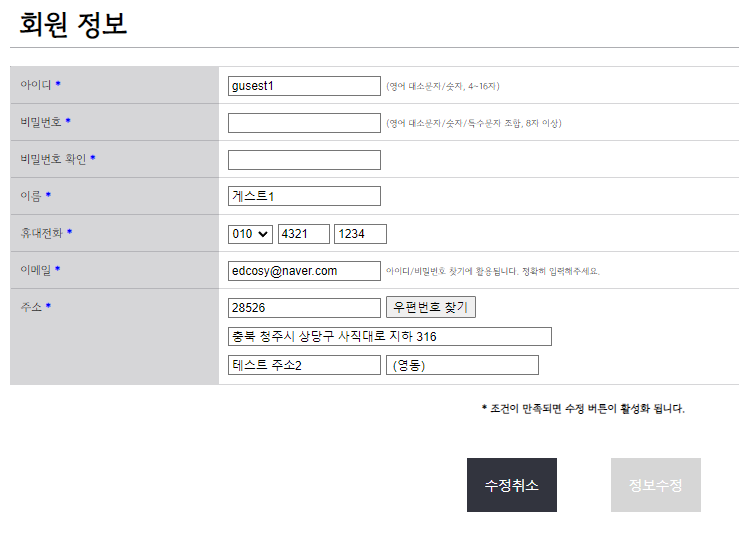 회원 정보
아이디 * gusest1 (영어 대소문자/숫자, 4~16자)
비밀번호 * (영어 대소문자/숫자/특수문자 조합, 8자 이상)
비밀번호 확인 *
이름 * 게스트1
휴대전화 * 010 4321 1234
이메일 * edcosy@naver.com 아이디/비밀번호 찾기에 활용됩니다. 정확히 입력해주세요.
주소 * 28526 우편번호 찾기
충북 청주시 상당구 사직대로 지하 316
테스트 주소2 (영동)
* 조건이 만족되면 수정 버튼이 활성화 됩니다.
수정취소 정보수정